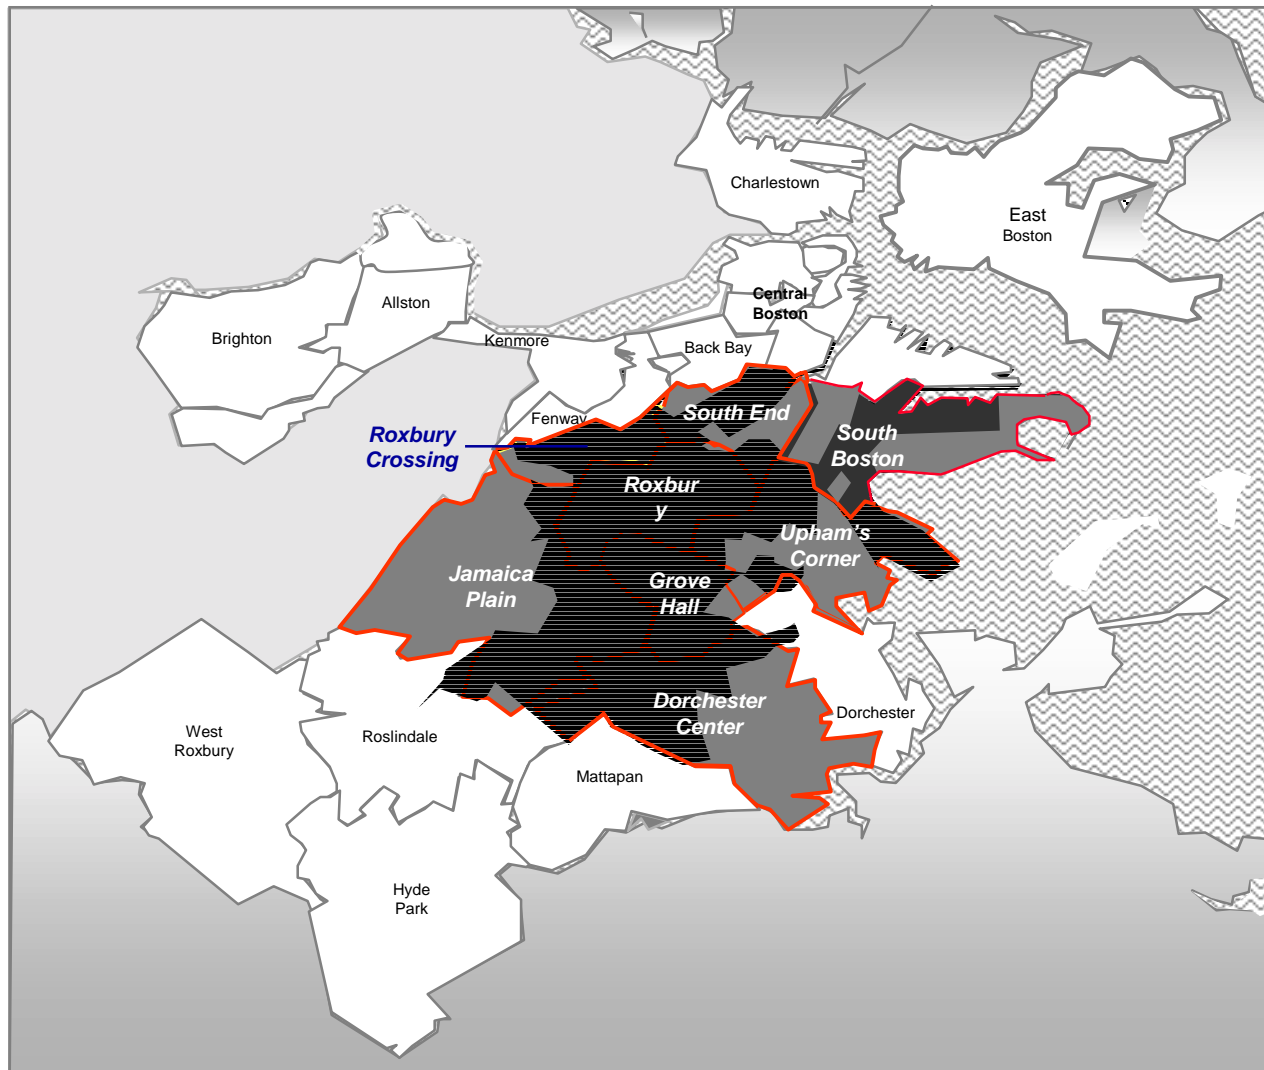 Charlestown
East
Boston
Central
Boston
Allston
Brighton
Kenmore
Back Bay
Fenway
South End
Roxbury
Crossing
South
Boston
Roxbur
y
Upham's
Corner
Jamaica
Plain
Grove
Hall
Dorchester
Center
Dorchester
West
Roxbury
Roslindale
Mattapan
Hyde
Park